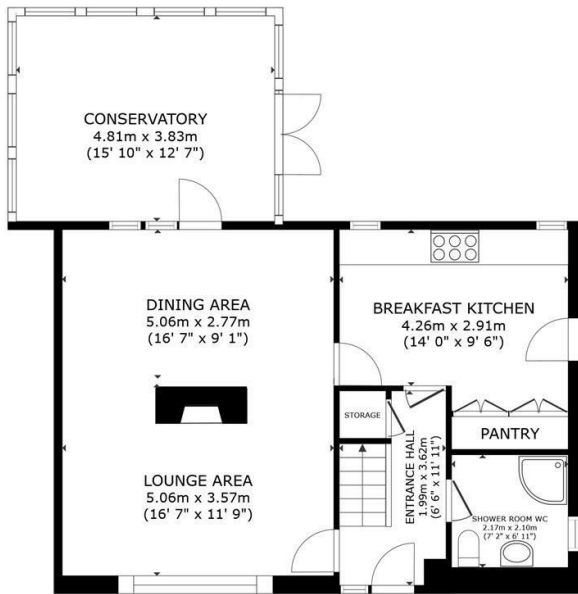 CONSERVATORY
4.81m x 3.83m
(15' 10" x 12' 7")
DINING AREA
5.06m x 2.77m
(16' 7" x 9' 1")
BREAKFAST KITCHEN
4.26m x 2.91m
(14' 0" x 9' 6")
STORAGE
PANTRY
ENTRANCE HALL
1.99m x 3.62m
(6' 6" x 11' 11")
LOUNGE AREA
5.06m x 3.57m
(16' 7" x 11' 9")
SHOWER ROOM WC
2.17m x 2.10m
(7' 2" x 6' 11")